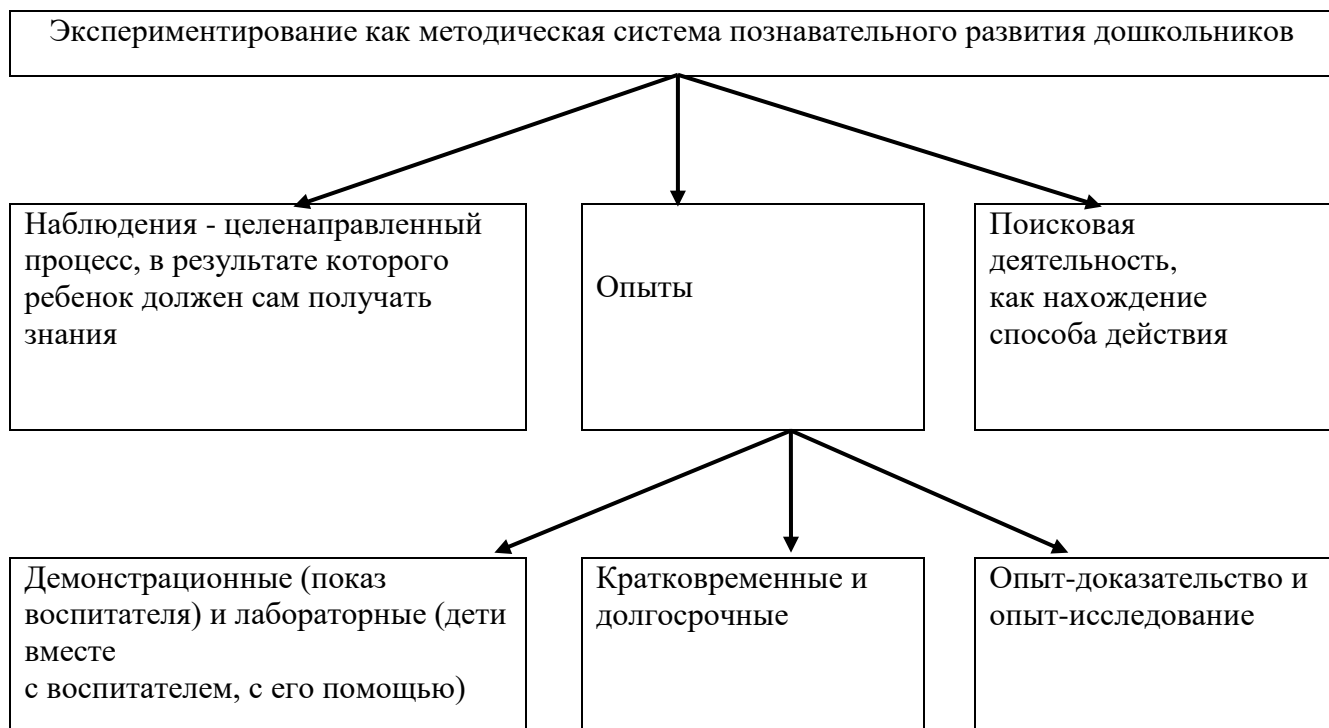 Экспериментирование как методическая система познавательного развития дошкольников
Наблюдения - целенаправленный
процесс, в результате которого
ребенок должен сам получать
знания
Опыты
Поисковая
деятельность,
как нахождение
способа действия
Демонстрационные (показ
воспитателя) и лабораторные (дети
вместе
с воспитателем, с его помощью)
Кратковременные и
долгосрочные
Опыт-доказательство и
опыт-исследование